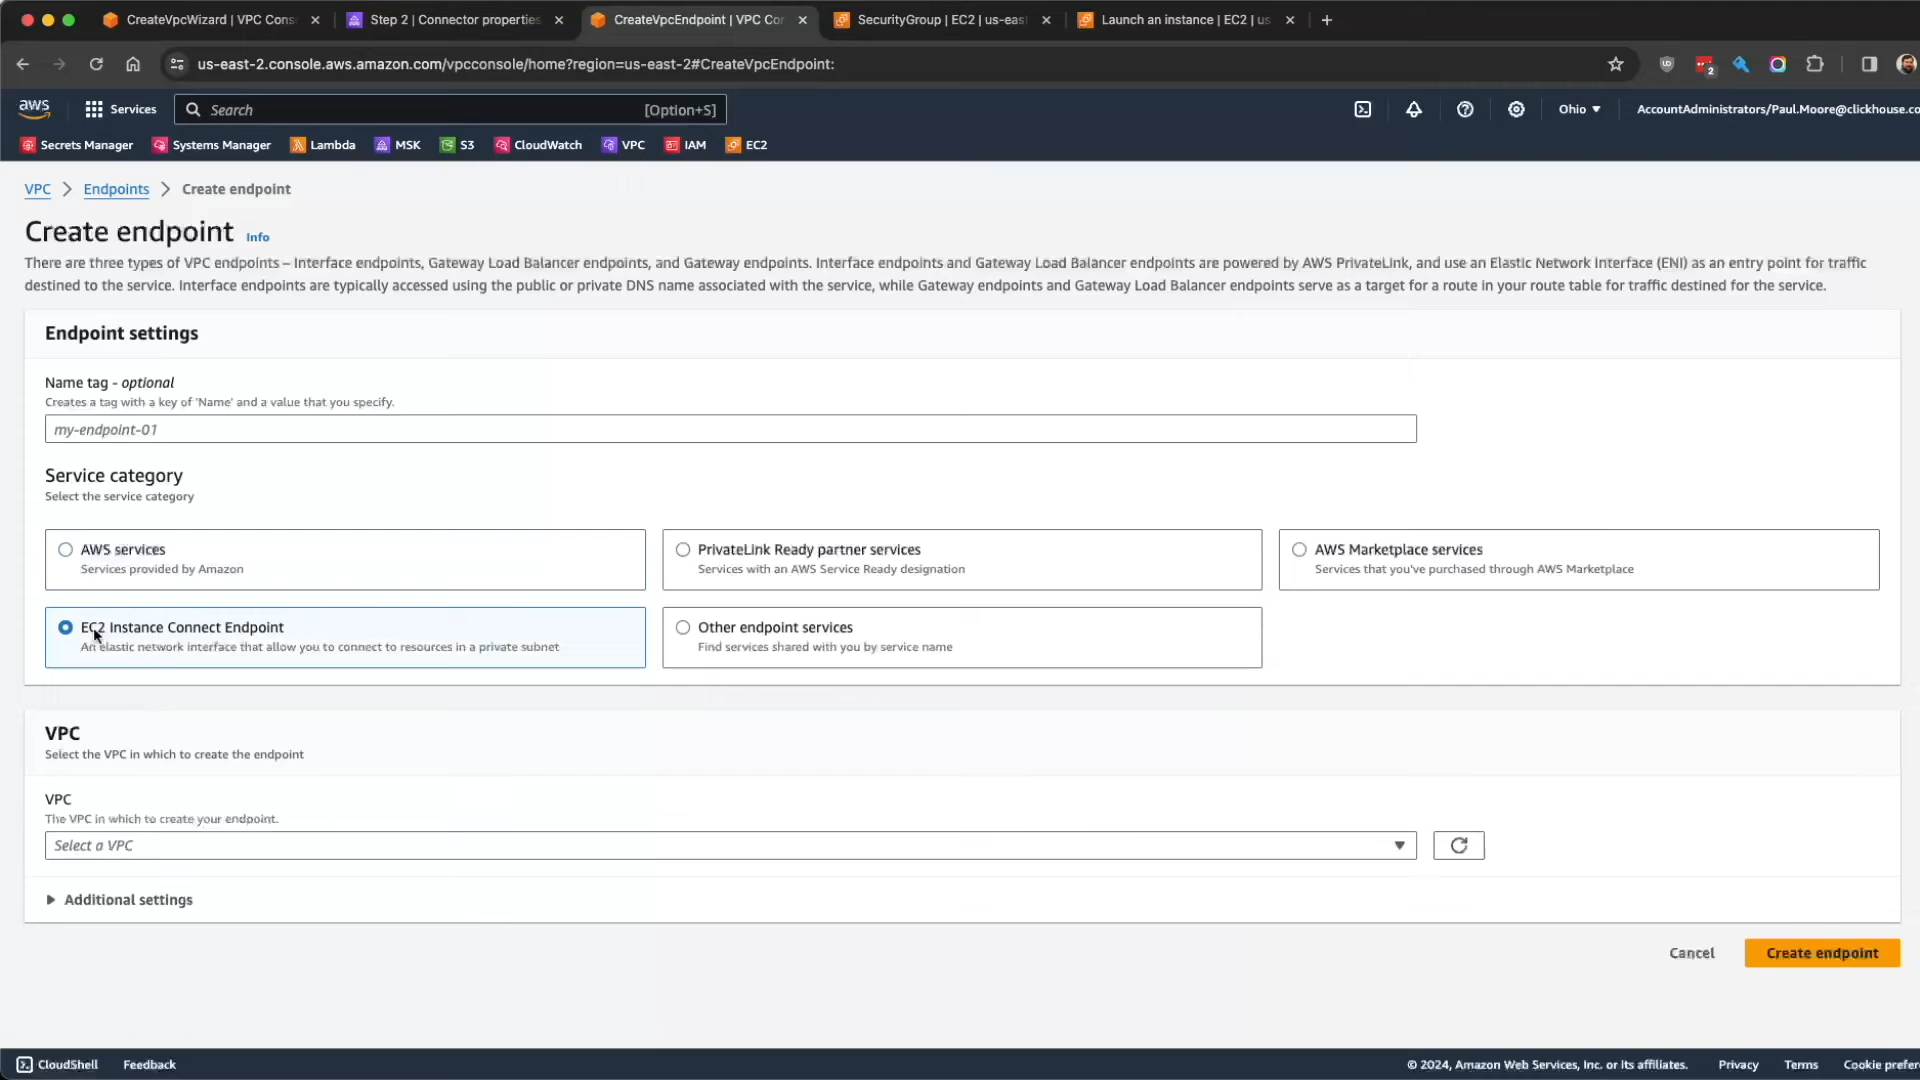 CreateVpcWizard | VPC Cons
Step 2 | Connector properties
CreateVpcEndpoint | VPC Con
SecurityGroup | EC2 | us-east
Launch an instance | EC2 | us
us-east-2.console.aws.amazon.com/vpcconsole/home?region=us-east-2#CreateVpcEndpoint:
2
aws
Services
Search
[Option+S]
Ohio
AccountAdministrators/Paul.Moore@clickhouse.co
Secrets Manager
Systems Manager
Lambda
MSK
S3
CloudWatch
VPC
IAM
EC2
VPC > Endpoints > Create endpoint
Create endpoint Info
There are three types of VPC endpoints – Interface endpoints, Gateway Load Balancer endpoints, and Gateway endpoints. Interface endpoints and Gateway Load Balancer endpoints are powered by AWS PrivateLink, and use an Elastic Network Interface (ENI) as an entry point for traffic
destined to the service. Interface endpoints are typically accessed using the public or private DNS name associated with the service, while Gateway endpoints and Gateway Load Balancer endpoints serve as a target for a route in your route table for traffic destined for the service.
Endpoint settings
Name tag - optional
Creates a tag with a key of 'Name' and a value that you specify.
my-endpoint-01
Service category
Select the service category
AWS services
Services provided by Amazon
PrivateLink Ready partner services
Services with an AWS Service Ready designation
AWS Marketplace services
Services that you've purchased through AWS Marketplace
EC2 Instance Connect Endpoint
An elastic network interface that allow you to connect to resources in a private subnet
Other endpoint services
Find services shared with you by service name
VPC
Select the VPC in which to create the endpoint
VPC
The VPC in which to create your endpoint.
Select a VPC
Additional settings
Cancel
Create endpoint
CloudShell
Feedback
© 2024, Amazon Web Services, Inc. or its affiliates.
Privacy
Terms
Cookie prefer